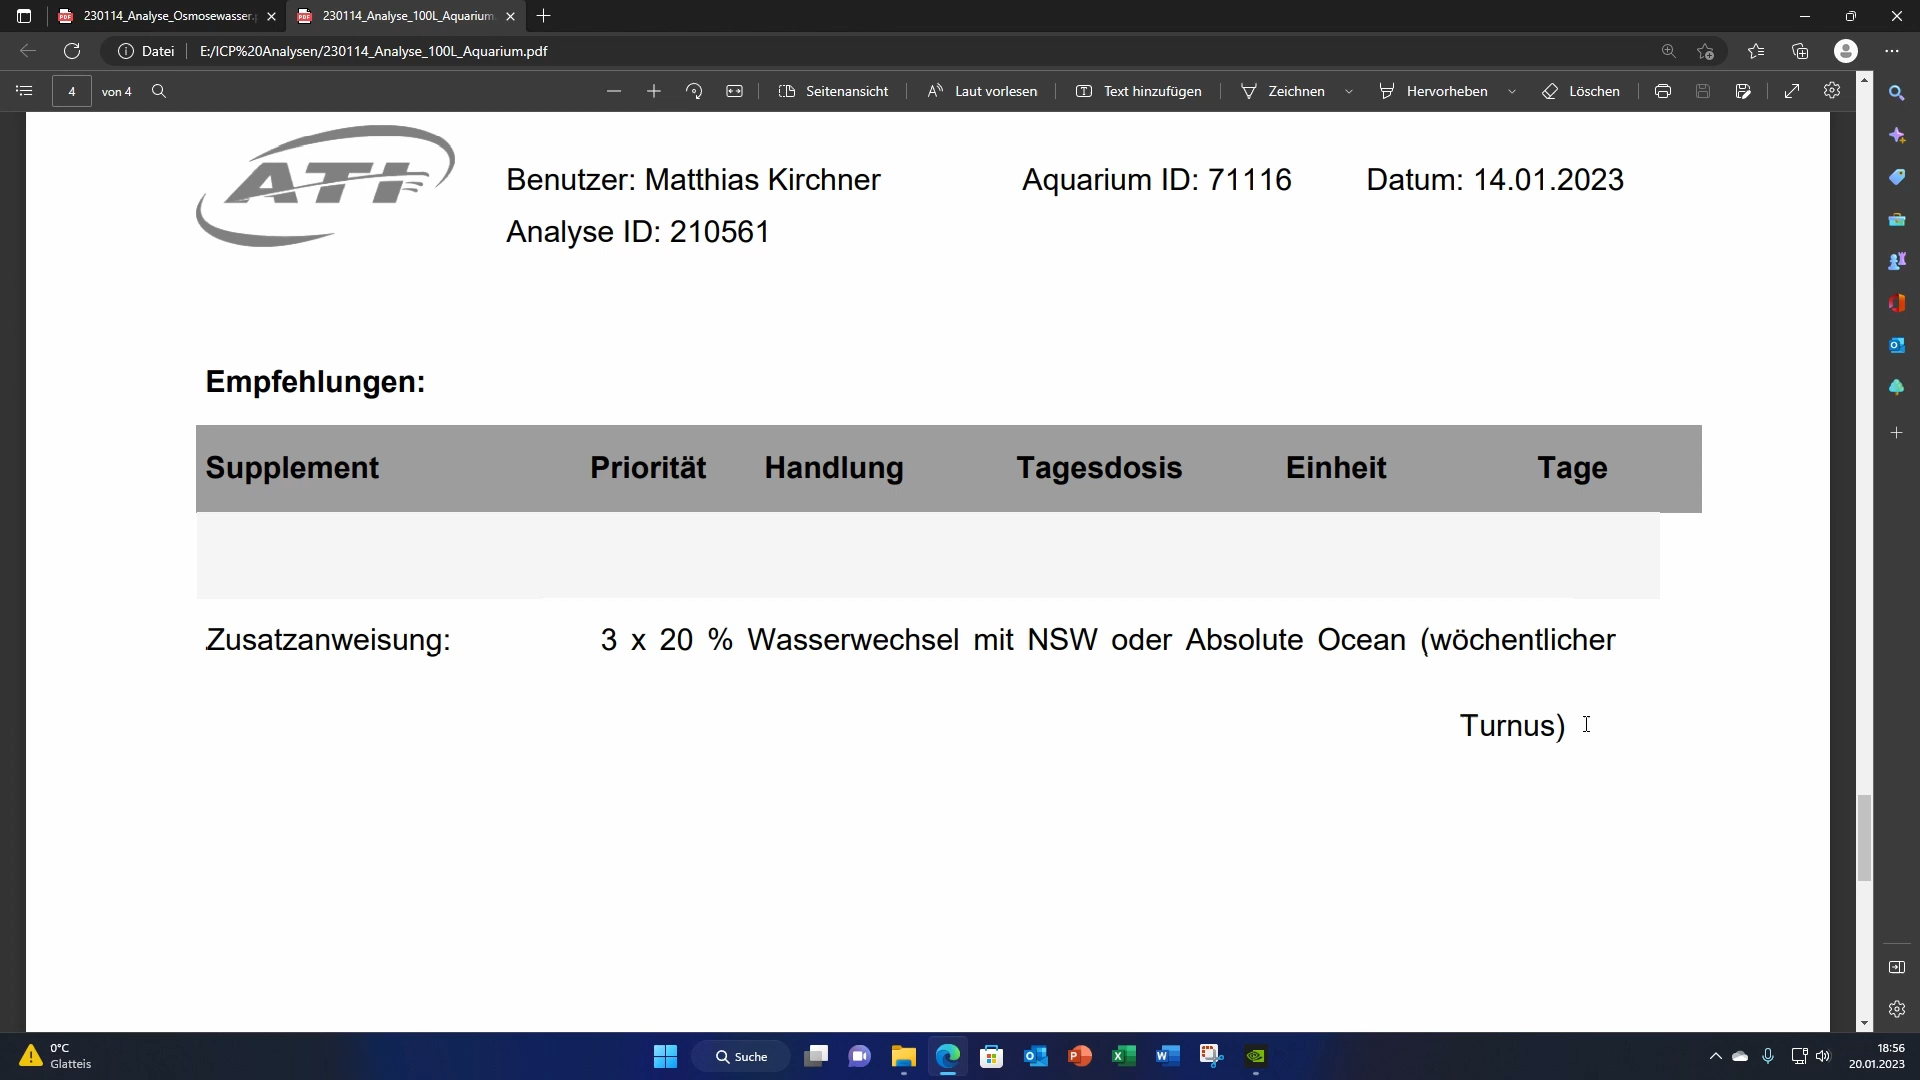 230114_Analyse_Osmosewasser.
230114_Analyse_100L_Aquarium
Datei
E:/ICP%20Analysen/230114_Analyse_100L_Aquarium.pdf
4 von 4
Seitenansicht
Laut vorlesen
Text hinzufügen
Zeichnen
Hervorheben
Löschen
ATI
Benutzer: Matthias Kirchner Aquarium ID: 71116 Datum: 14.01.2023
Analyse ID: 210561
Empfehlungen:
Supplement Priorität Handlung Tagesdosis Einheit Tage
Zusatzanweisung: 3 x 20 % Wasserwechsel mit NSW oder Absolute Ocean (wöchentlicher
Turnus)
0°C
Glatteis
Suche
18:56
20.01.2023